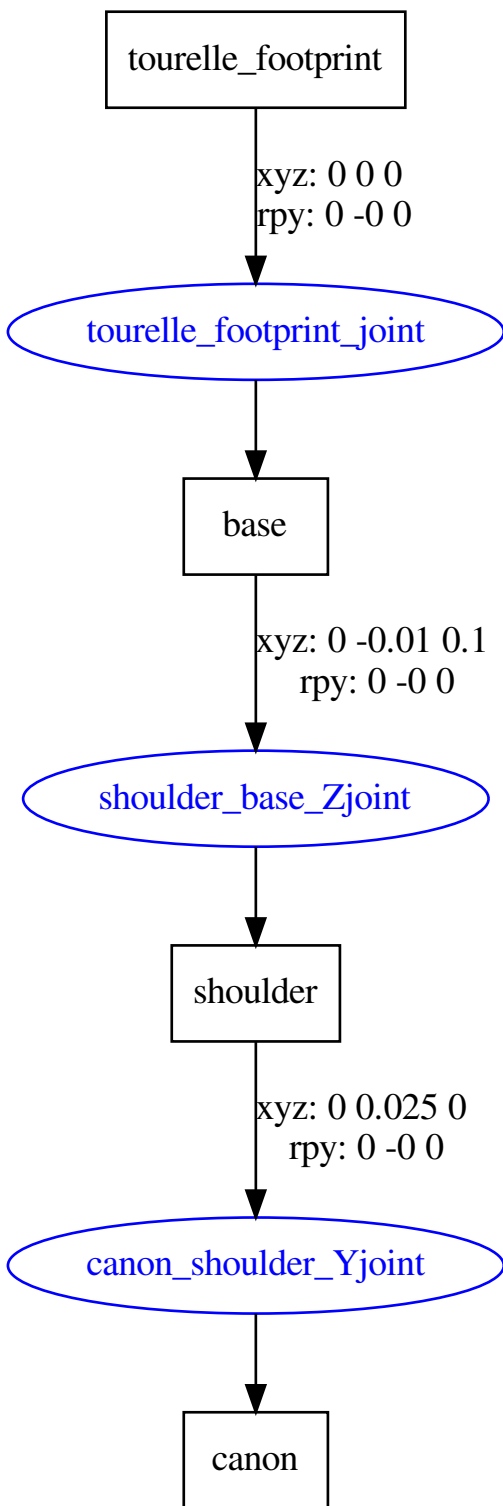 tourelle_footprint
xyz: 0 0 0
rpy: 0 -0 0
tourelle_footprint_joint
base
xyz: 0 -0.01 0.1
rpy: 0 -0 0
shoulder_base_Zjoint
shoulder
xyz: 0 0.025 0
rpy: 0 -0 0
canon_shoulder_Yjoint
canon